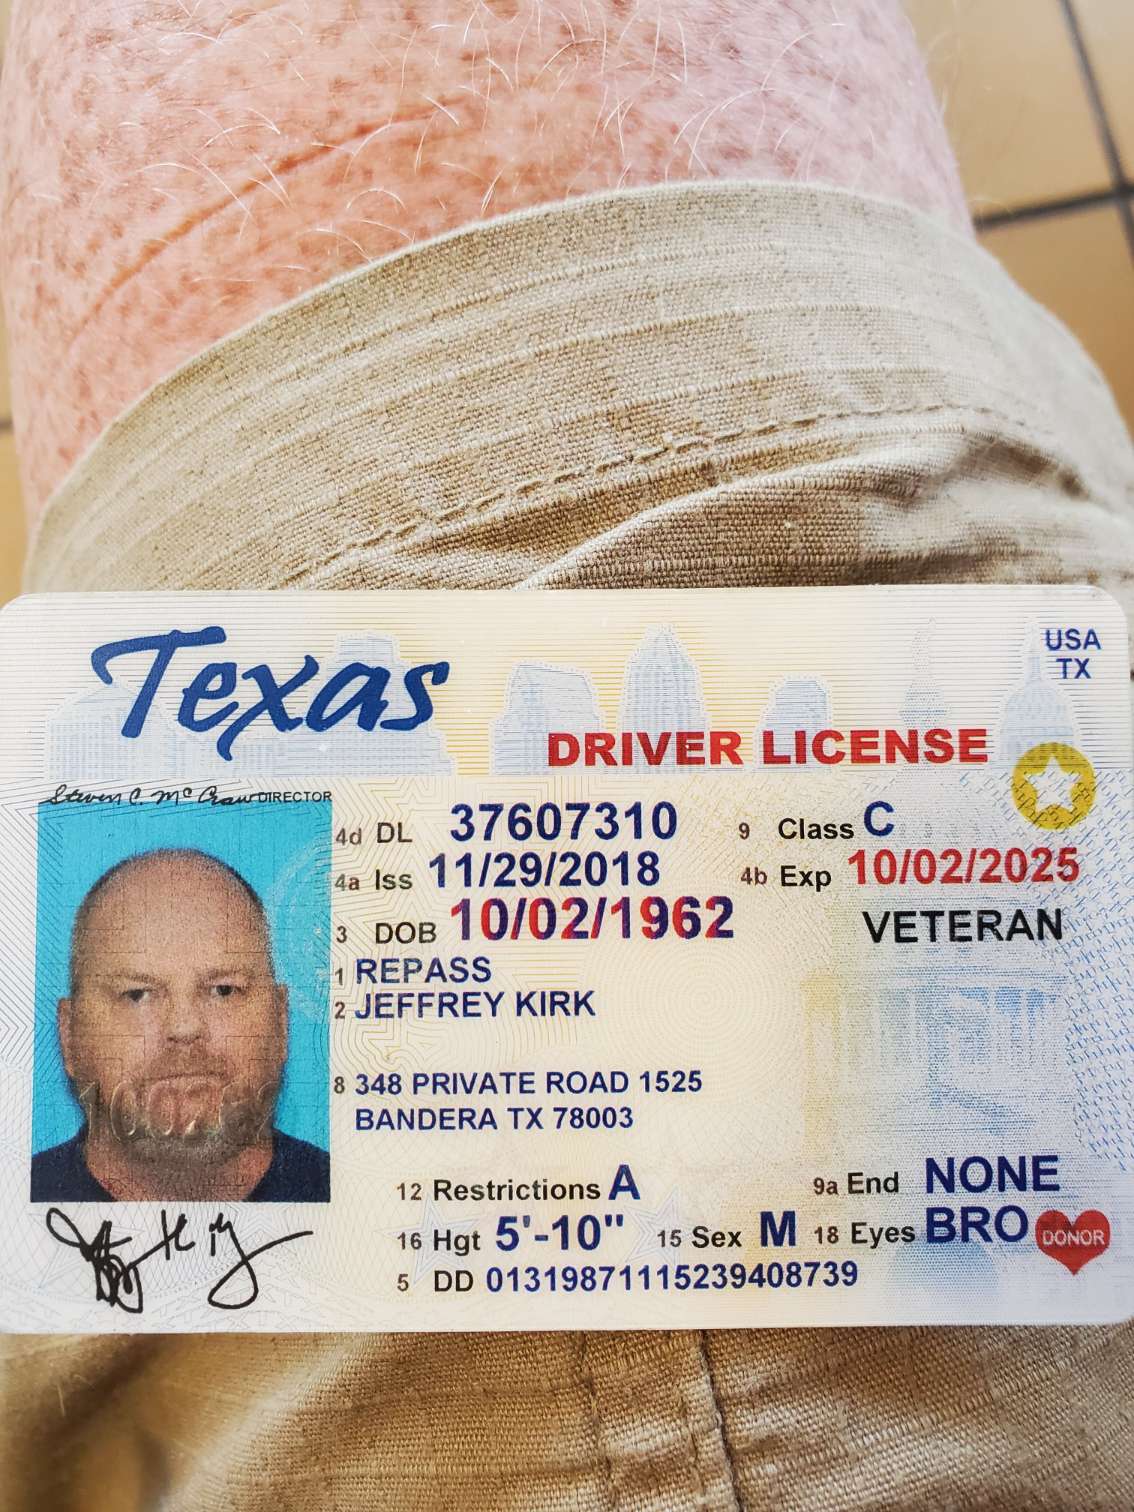 Texas
USA
TX
DRIVER LICENSE
Steven C. McCraw DIRECTOR
4d DL 37607310 9 Class C
4a Iss 11/29/2018 4b Exp 10/02/2025
3 DOB 10/02/1962 VETERAN
1 REPASS
2 JEFFREY KIRK
8 348 PRIVATE ROAD 1525
BANDERA TX 78003
12 Restrictions A 9a End NONE
16 Hgt 5'-10" 15 Sex M 18 Eyes BRO DONOR
5 DD 01319871115239408739